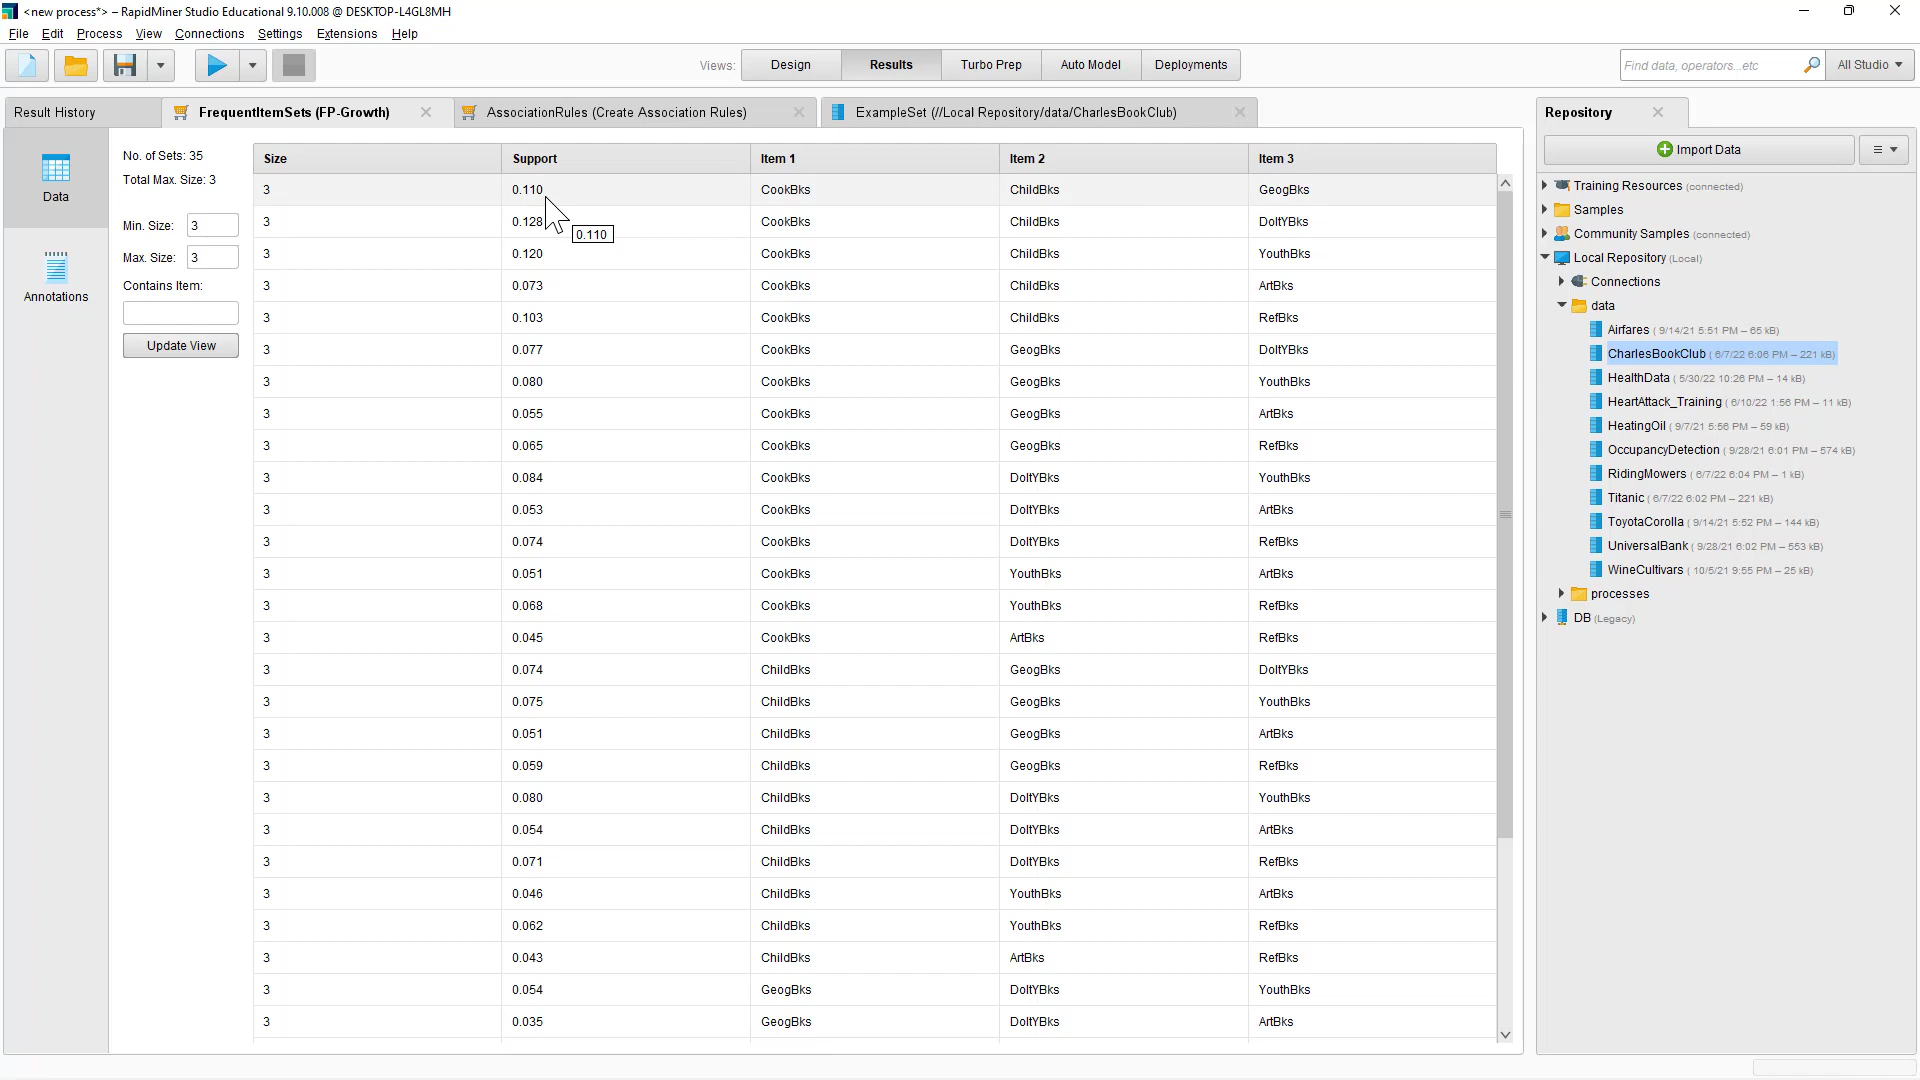 <new process*> – RapidMiner Studio Educational 9.10.008 @ DESKTOP-L4GL8MH
File Edit Process View Connections Settings Extensions Help
Views: Design Results Turbo Prep Auto Model Deployments Find data, operators...etc All Studio
Result History FrequentItemSets (FP-Growth) AssociationRules (Create Association Rules) ExampleSet (//Local Repository/data/CharlesBookClub) Repository
Data
Annotations
No. of Sets: 35
Total Max. Size: 3
Min. Size: 3
Max. Size: 3
Contains Item:
Update View
Size Support Item 1 Item 2 Item 3
3 0.110 CookBks ChildBks GeogBks
3 0.128 CookBks ChildBks DoItYBks
0.110
3 0.120 CookBks ChildBks YouthBks
3 0.073 CookBks ChildBks ArtBks
3 0.103 CookBks ChildBks RefBks
3 0.077 CookBks GeogBks DoItYBks
3 0.080 CookBks GeogBks YouthBks
3 0.055 CookBks GeogBks ArtBks
3 0.065 CookBks GeogBks RefBks
3 0.084 CookBks DoItYBks YouthBks
3 0.053 CookBks DoItYBks ArtBks
3 0.074 CookBks DoItYBks RefBks
3 0.051 CookBks YouthBks ArtBks
3 0.068 CookBks YouthBks RefBks
3 0.045 CookBks ArtBks RefBks
3 0.074 ChildBks GeogBks DoItYBks
3 0.075 ChildBks GeogBks YouthBks
3 0.051 ChildBks GeogBks ArtBks
3 0.059 ChildBks GeogBks RefBks
3 0.080 ChildBks DoItYBks YouthBks
3 0.054 ChildBks DoItYBks ArtBks
3 0.071 ChildBks DoItYBks RefBks
3 0.046 ChildBks YouthBks ArtBks
3 0.062 ChildBks YouthBks RefBks
3 0.043 ChildBks ArtBks RefBks
3 0.054 GeogBks DoItYBks YouthBks
3 0.035 GeogBks DoItYBks ArtBks
Import Data
Training Resources (connected)
Samples
Community Samples (connected)
Local Repository (Local)
Connections
data
Airfares ( 9/14/21 5:51 PM – 65 kB)
CharlesBookClub ( 6/7/22 6:06 PM – 221 kB)
HealthData ( 5/30/22 10:26 PM – 14 kB)
HeartAttack_Training ( 6/10/22 1:56 PM – 11 kB)
HeatingOil ( 9/7/21 5:56 PM – 59 kB)
OccupancyDetection ( 9/28/21 6:01 PM – 574 kB)
RidingMowers ( 6/7/22 6:04 PM – 1 kB)
Titanic ( 6/7/22 6:02 PM – 221 kB)
ToyotaCorolla ( 9/14/21 5:52 PM – 144 kB)
UniversalBank ( 9/28/21 6:02 PM – 553 kB)
WineCultivars ( 10/5/21 9:55 PM – 25 kB)
processes
DB (Legacy)